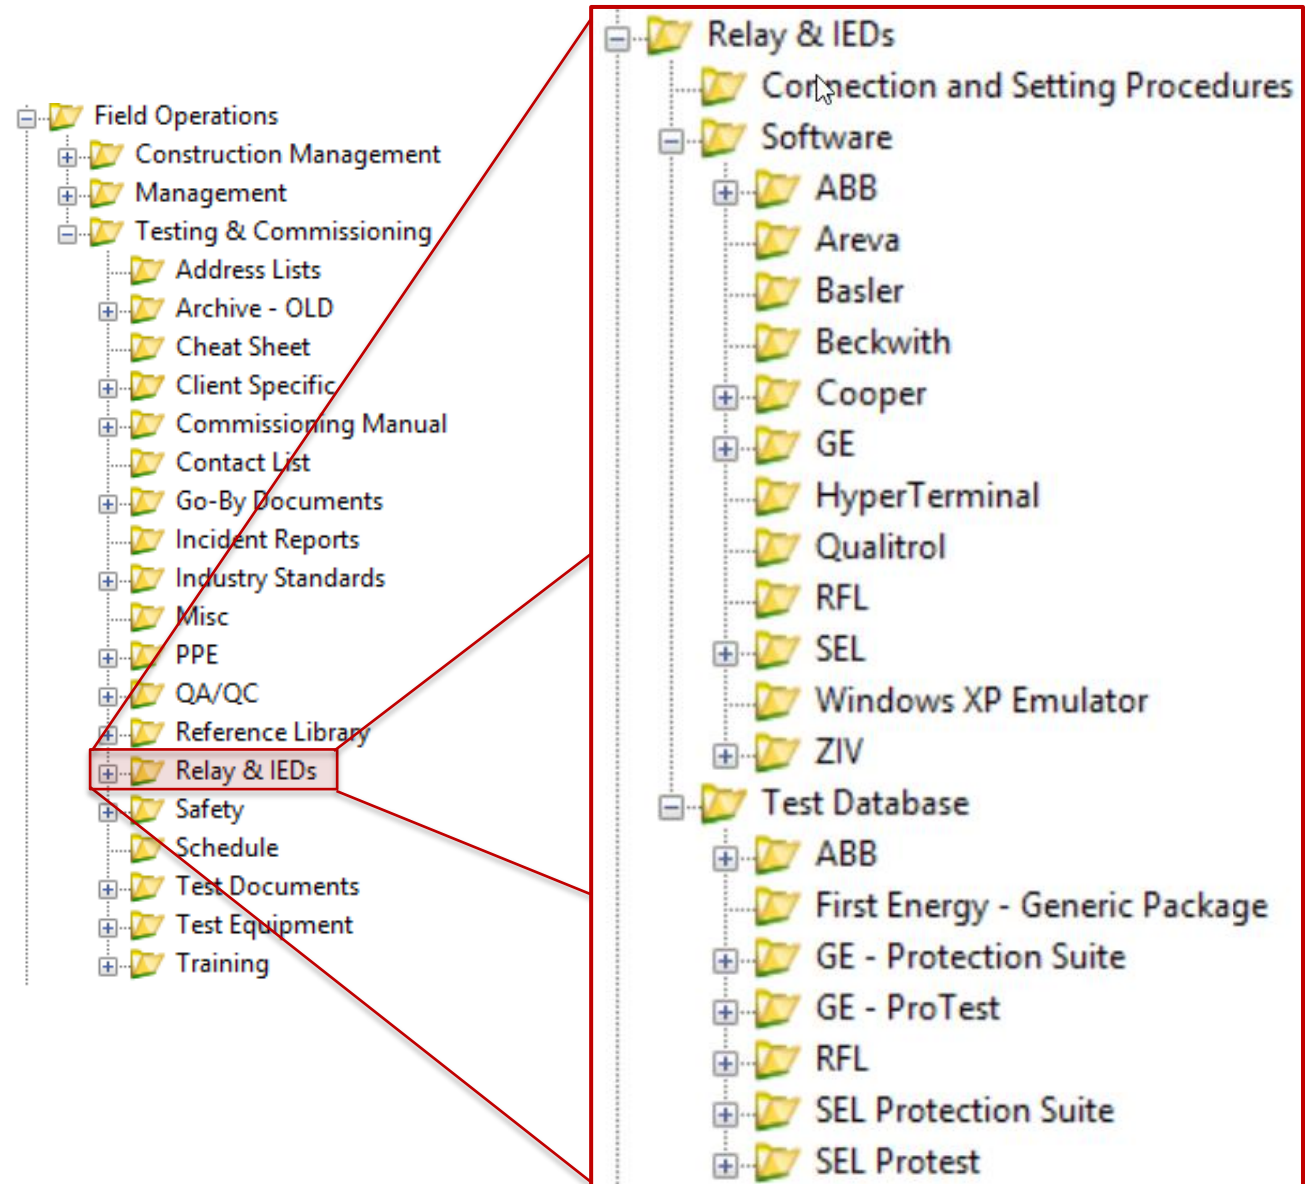 Field Operations
Construction Management
Management
Testing & Commissioning
Address Lists
Archive - OLD
Cheat Sheet
Client Specific
Commissioning Manual
Contact List
Go-By Documents
Incident Reports
Industry Standards
Misc
PPE
QA/QC
Reference Library
Relay & IEDs
Safety
Schedule
Test Documents
Test Equipment
Training
Relay & IEDs
Connection and Setting Procedures
Software
ABB
Areva
Basler
Beckwith
Cooper
GE
HyperTerminal
Qualitrol
RFL
SEL
Windows XP Emulator
ZIV
Test Database
ABB
First Energy - Generic Package
GE - Protection Suite
GE - ProTest
RFL
SEL Protection Suite
SEL Protest